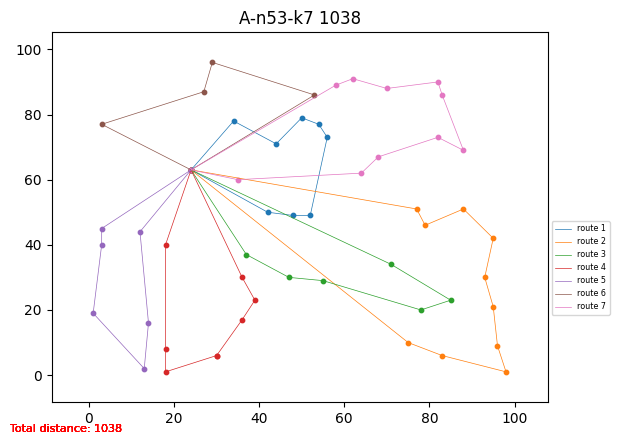 A-n53-k7 1038
100
80
60
40
20
0
0 20 40 60 80 100
route 1
route 2
route 3
route 4
route 5
route 6
route 7
Total distance: 1038